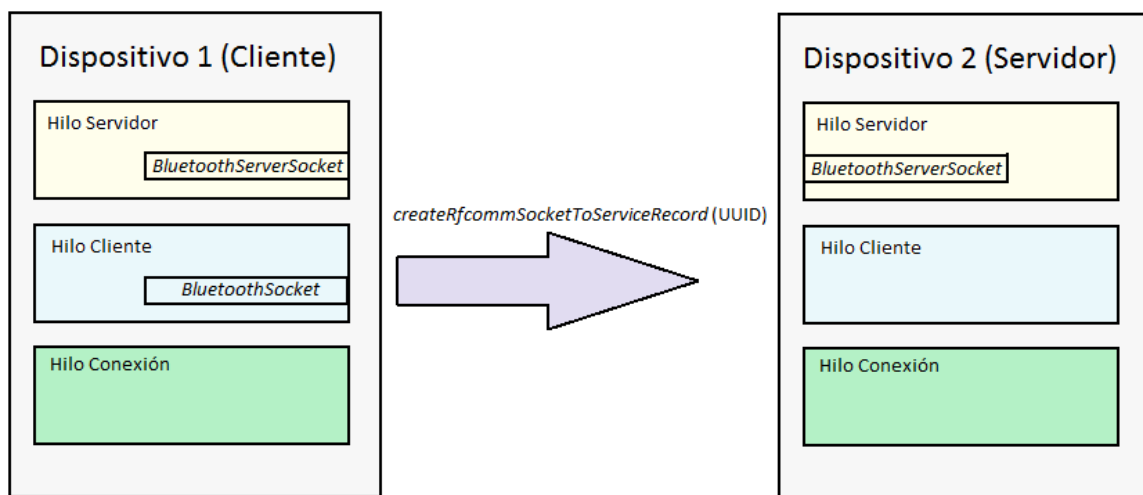 Dispositivo 1 (Cliente)
Hilo Servidor
BluetoothServerSocket
Hilo Cliente
BluetoothSocket
Hilo Conexión
createRfcommSocketToServiceRecord (UUID)
Dispositivo 2 (Servidor)
Hilo Servidor
BluetoothServerSocket
Hilo Cliente
Hilo Conexión